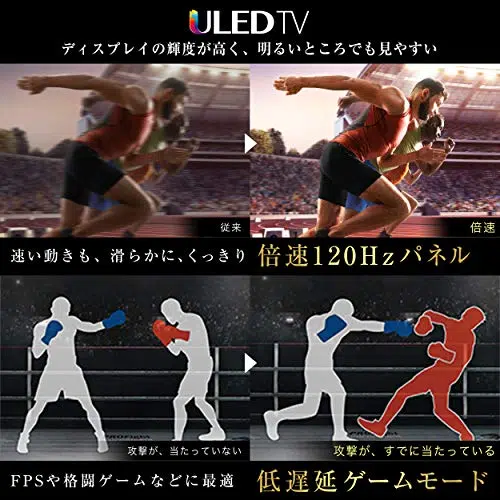 ULED TV
ディスプレイの輝度が高く、明るいところでも見やすい
従来
倍速
速い動きも、滑らかに、くっきり
倍速120Hzパネル
攻撃が、当たっていない
攻撃が、すでに当たっている
FPSや格闘ゲームなどに最適
低遅延ゲームモード